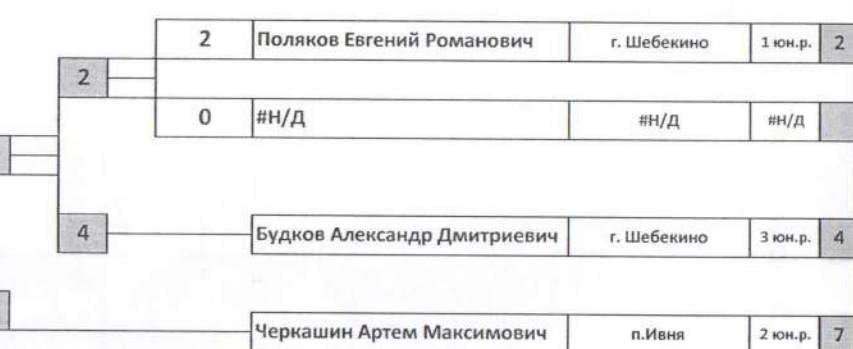 2 Поляков Евгений Романович г. Шебекино 1 юн.р. 2
2
0 #Н/Д #Н/Д #Н/Д
4 Будков Александр Дмитриевич г. Шебекино 3 юн.р. 4
Черкашин Артем Максимович п.Ивня 2 юн.р. 7